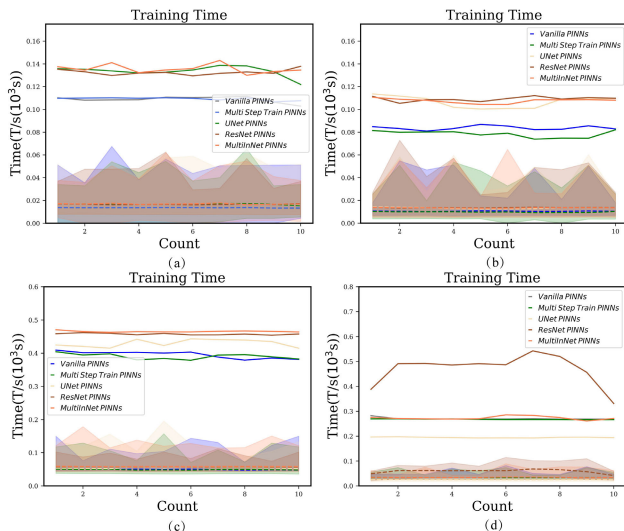 Training Time
Time(T/s(10³s))
0.16
0.14
0.12
0.10
0.08
0.06
0.04
0.02
0.00
Vanilla PINNs
Multi Step Train PINNs
UNet PINNs
ResNet PINNs
MultiInNet PINNs
2 4 6 8 10
Count
(a)
Training Time
Time(T/s(10³s))
0.16
0.14
0.12
0.10
0.08
0.06
0.04
0.02
0.00
Vanilla PINNs
Multi Step Train PINNs
UNet PINNs
ResNet PINNs
MultiInNet PINNs
2 4 6 8 10
Count
(b)
Training Time
Time(T/s(10³s))
0.6
0.5
0.4
0.3
0.2
0.1
0.0
Vanilla PINNs
Multi Step Train PINNs
UNet PINNs
ResNet PINNs
MultiInNet PINNs
2 4 6 8 10
Count
(c)
Training Time
Time(T/s(10³s))
0.8
0.7
0.6
0.5
0.4
0.3
0.2
0.1
0.0
Vanilla PINNs
Multi Step Train PINNs
UNet PINNs
ResNet PINNs
MultiInNet PINNs
2 4 6 8 10
Count
(d)